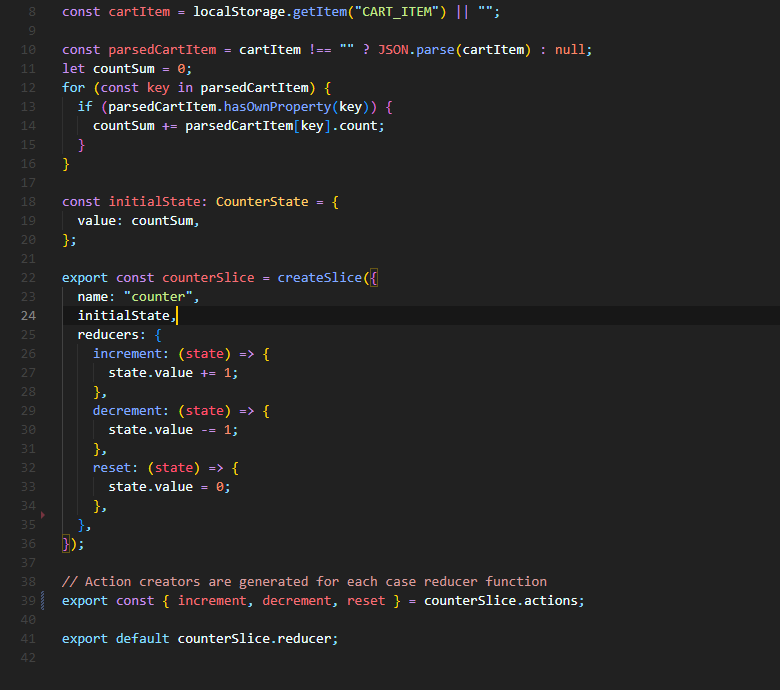 8 const cartItem = localStorage.getItem("CART_ITEM") || "";
9
10 const parsedCartItem = cartItem !== "" ? JSON.parse(cartItem) : null;
11 let countSum = 0;
12 for (const key in parsedCartItem) {
13   if (parsedCartItem.hasOwnProperty(key)) {
14     countSum += parsedCartItem[key].count;
15   }
16 }
17
18 const initialState: CounterState = {
19   value: countSum,
20 };
21
22 export const counterSlice = createSlice({
23   name: "counter",
24   initialState,
25   reducers: {
26     increment: (state) => {
27       state.value += 1;
28     },
29     decrement: (state) => {
30       state.value -= 1;
31     },
32     reset: (state) => {
33       state.value = 0;
34     },
35   },
36 });
37
38 // Action creators are generated for each case reducer function
39 export const { increment, decrement, reset } = counterSlice.actions;
40
41 export default counterSlice.reducer;
42